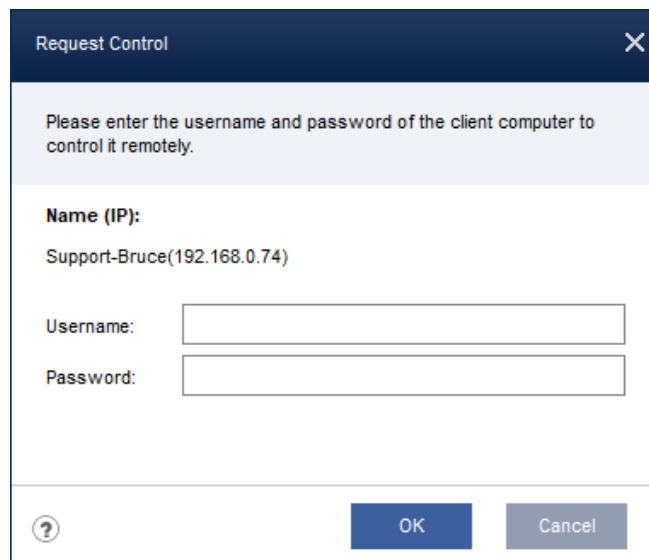 Request Control
Please enter the username and password of the client computer to
control it remotely.
Name (IP):
Support-Bruce(192.168.0.74)
Username:
Password:
?
OK
Cancel